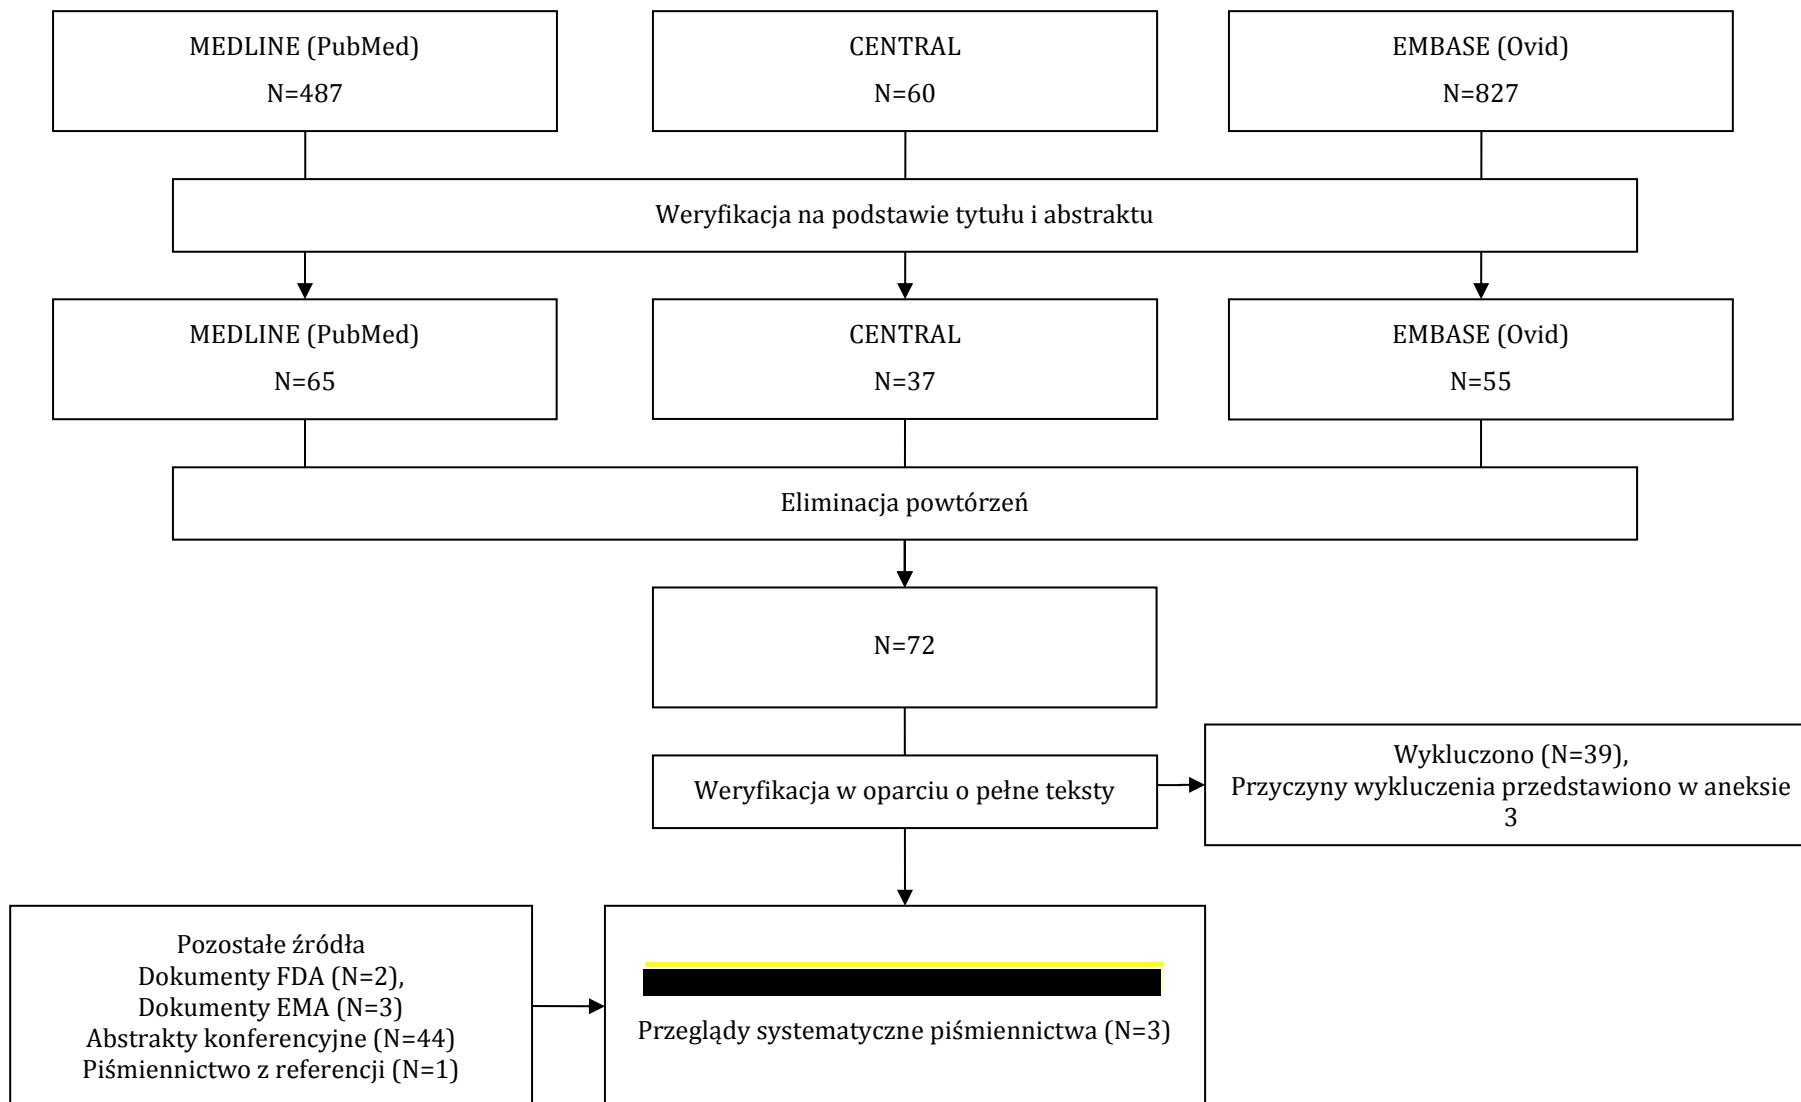 MEDLINE (PubMed)
N=487
CENTRAL
N=60
EMBASE (Ovid)
N=827
Weryfikacja na podstawie tytułu i abstraktu
MEDLINE (PubMed)
N=65
CENTRAL
N=37
EMBASE (Ovid)
N=55
Eliminacja powtórzeń
N=72
Weryfikacja w oparciu o pełne teksty
Wykluczono (N=39),
Przyczyny wykluczenia przedstawiono w aneksie
3
Pozostałe źródła
Dokumenty FDA (N=2),
Dokumenty EMA (N=3)
Abstrakty konferencyjne (N=44)
Piśmiennictwo z referencji (N=1)
Przeglądy systematyczne piśmiennictwa (N=3)